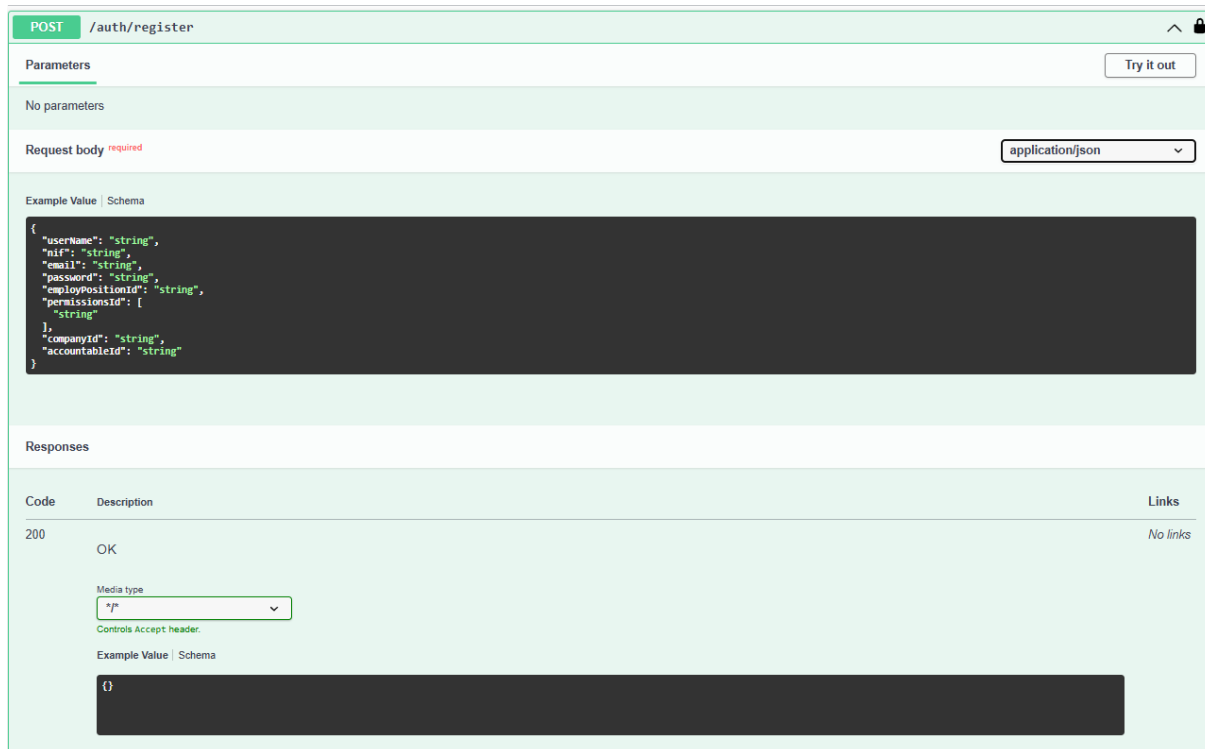 POST /auth/register
Parameters Try it out
No parameters
Request body required application/json
Example Value Schema
{
"userName": "string",
"nif": "string",
"email": "string",
"password": "string",
"employPositionId": "string",
"permissionsId": [
"string"
],
"companyId": "string",
"accountableId": "string"
}
Responses
Code Description Links
200 No links
OK
Media type
*/*
Controls Accept header.
Example Value Schema
{}